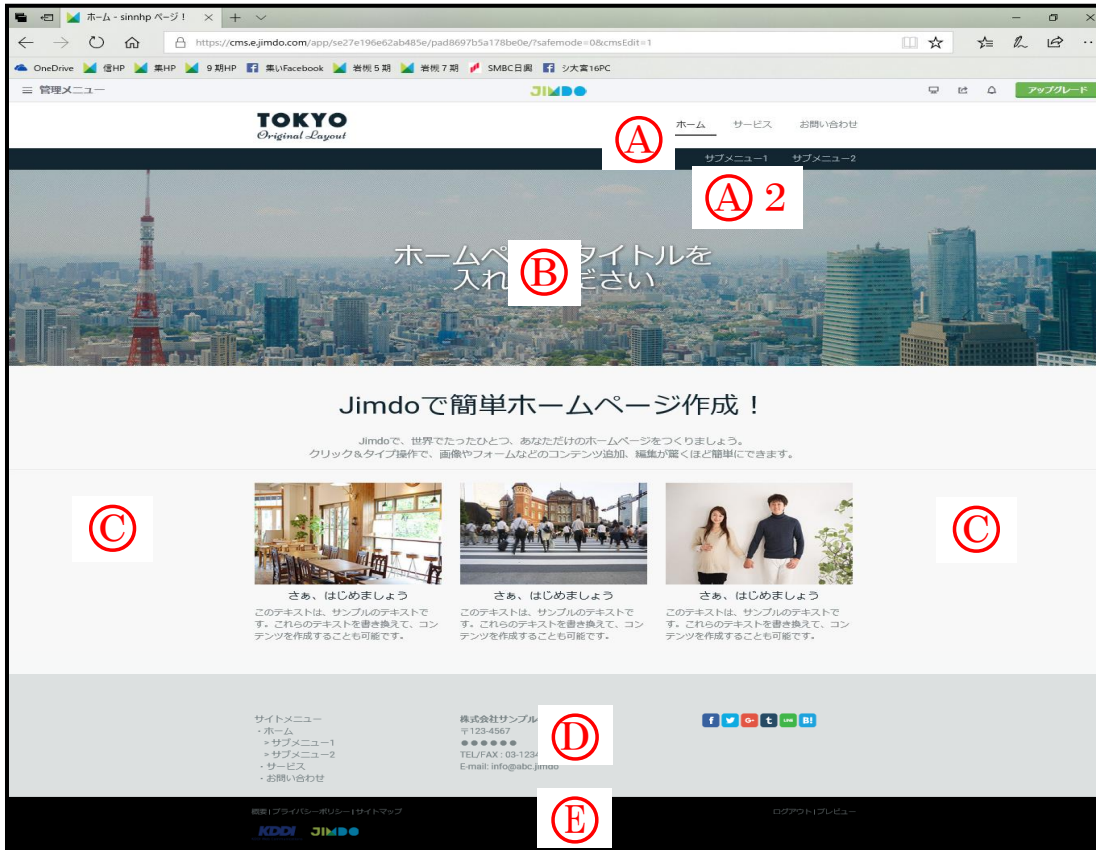 ホーム - sinnhp ページ！
https://cms.e.jimdo.com/app/se27e196e62ab485e/pad8697b5a178be0e/?safemode=0&cmsEdit=1
OneDrive 信HP 集HP 9期HP 集いFacebook 岩槻5期 岩槻7期 SMBC日興 シ大宮16PC
管理メニュー JIMDO アップグレード
TOKYO
Original Layout
ホーム サービス お問い合わせ
Ⓐ
サブメニュー1 サブメニュー2
Ⓐ 2
ホームペ タイトルを
入れ ださい
Ⓑ
Jimdoで簡単ホームページ作成！
Jimdoで、世界でたったひとつ、あなただけのホームページをつくりましょう。
クリック＆タイプ操作で、画像やフォームなどのコンテンツ追加、編集が驚くほど簡単にできます。
Ⓒ Ⓒ
さぁ、はじめましょう
このテキストは、サンプルのテキストで
す。これらのテキストを書き換えて、コン
テンツを作成することも可能です。
さぁ、はじめましょう
このテキストは、サンプルのテキストで
す。これらのテキストを書き換えて、コン
テンツを作成することも可能です。
さぁ、はじめましょう
このテキストは、サンプルのテキストで
す。これらのテキストを書き換えて、コン
テンツを作成することも可能です。
サイトメニュー
・ホーム
> サブメニュー1
> サブメニュー2
・サービス
・お問い合わせ
株式会社サンプル
〒123-4567
●●●●●●
TEL/FAX : 03-123
E-mail: info@abc.jimdo
Ⓓ
f G+ t LINE B!
概要 | プライバシーポリシー | サイトマップ
ログアウト | プレビュー
KDDI JIMDO
Ⓔ